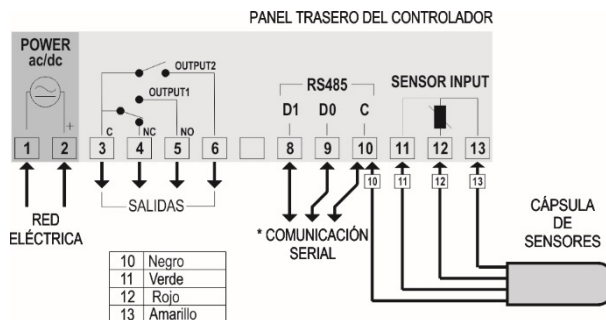 PANEL TRASERO DEL CONTROLADOR
POWER
ac/dc
+
OUTPUT2
OUTPUT1
C
NC
NO
RS485
D1 D0 C
SENSOR INPUT
1 2 3 4 5 6 8 9 10 11 12 13
10 11 12 13
RED
ELÉCTRICA
SALIDAS
* COMUNICACIÓN
SERIAL
CÁPSULA
DE
SENSORES
10 Negro
11 Verde
12 Rojo
13 Amarillo